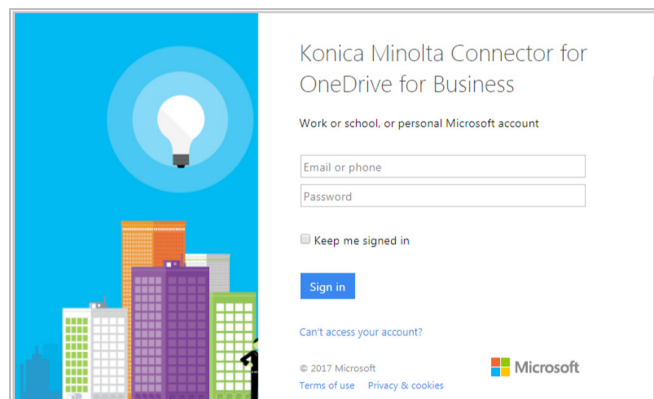 Konica Minolta Connector for
OneDrive for Business
Work or school, or personal Microsoft account
Email or phone
Password
Keep me signed in
Sign in
Can't access your account?
© 2017 Microsoft
Microsoft
Terms of use Privacy & cookies